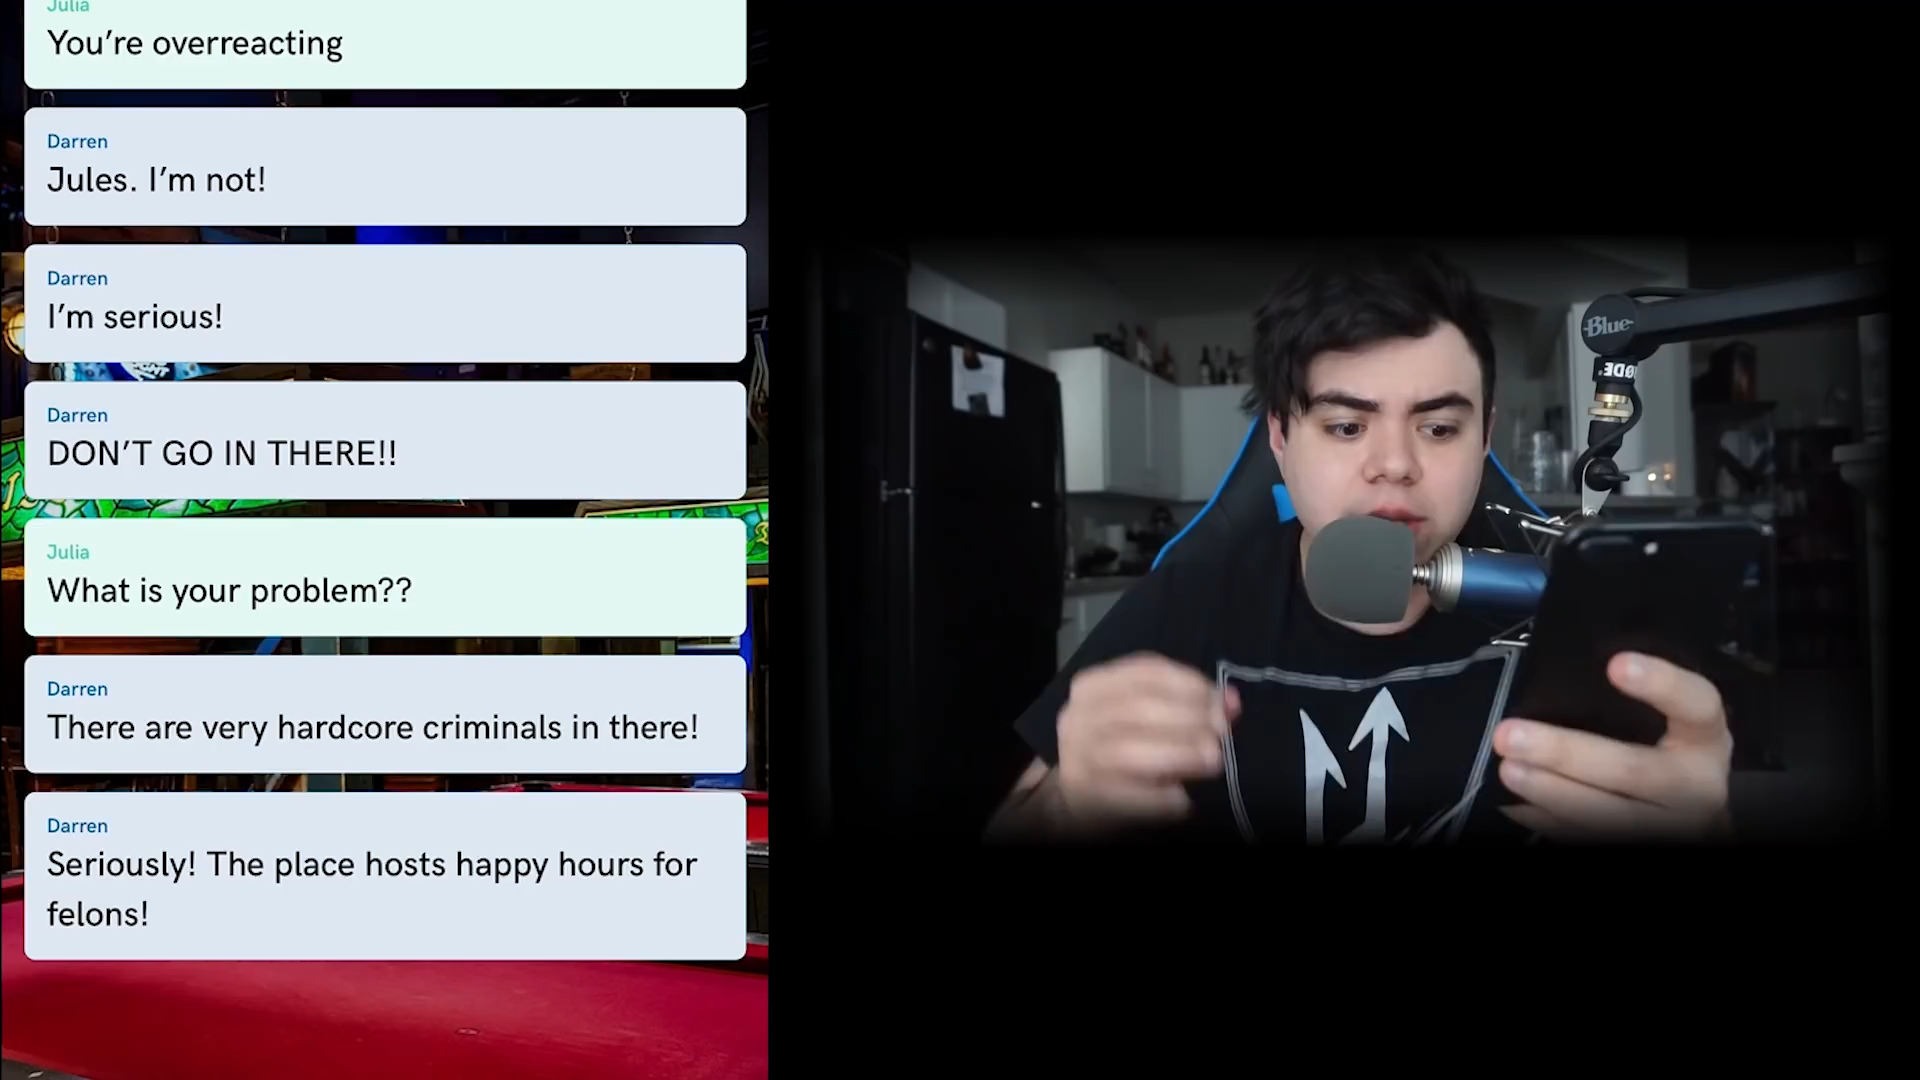 Julia
You’re overreacting
Darren
Jules. I’m not!
Darren
I’m serious!
Darren
DON’T GO IN THERE!!
Julia
What is your problem??
Darren
There are very hardcore criminals in there!
Darren
Seriously! The place hosts happy hours for
felons!
Blue
RØDE